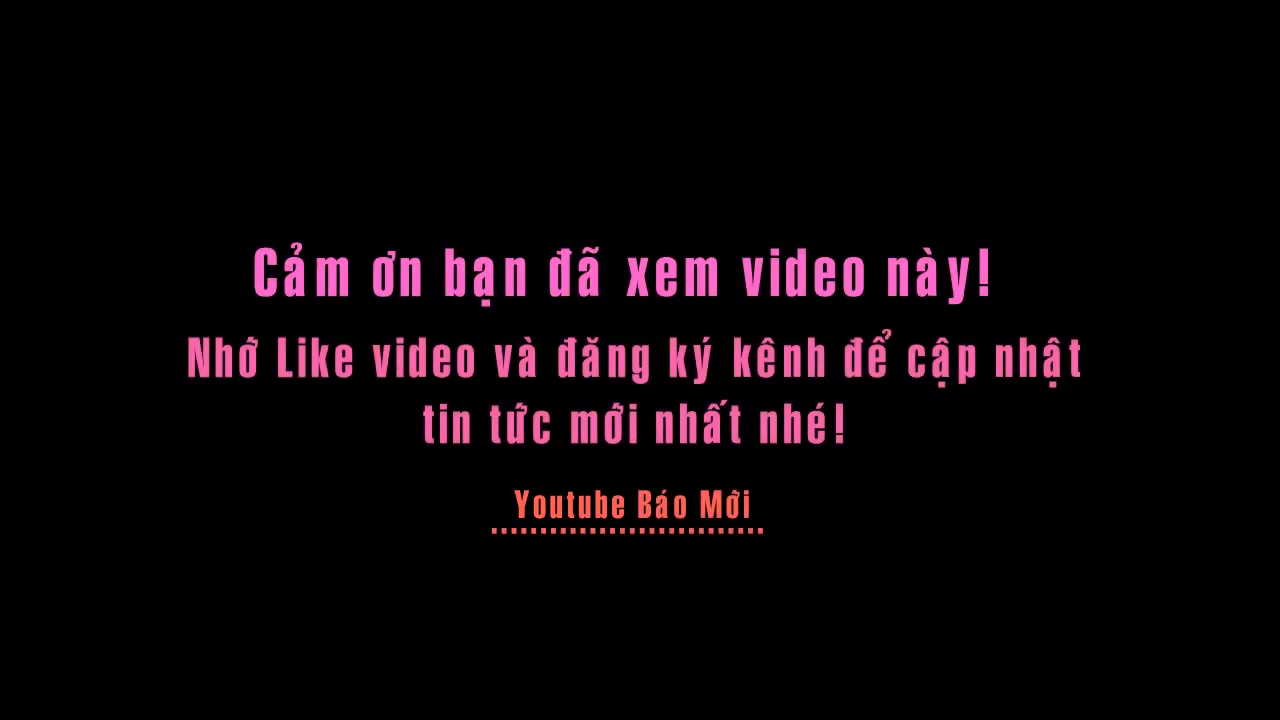 Cảm ơn bạn đã xem video này!
Nhớ Like video và đăng ký kênh để cập nhật
tin tức mới nhất nhé!
Youtube Báo Mới